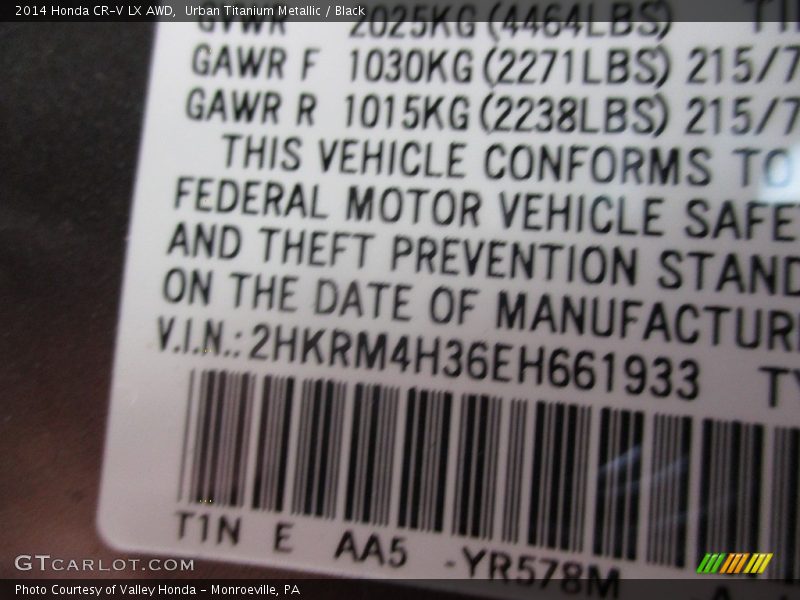 2014 Honda CR-V LX AWD,  Urban Titanium Metallic / Black
GVWR 2025KG (4464LBS)
GAWR F 1030KG (2271LBS) 215/7
GAWR R 1015KG (2238LBS) 215/7
THIS VEHICLE CONFORMS TO
FEDERAL MOTOR VEHICLE SAFE
AND THEFT PREVENTION STAND
ON THE DATE OF MANUFACTUR
V.I.N.: 2HKRM4H36EH661933 TY
T1N E AA5 -YR578M
GTCARLOT.COM
Photo Courtesy of Valley Honda – Monroeville, PA